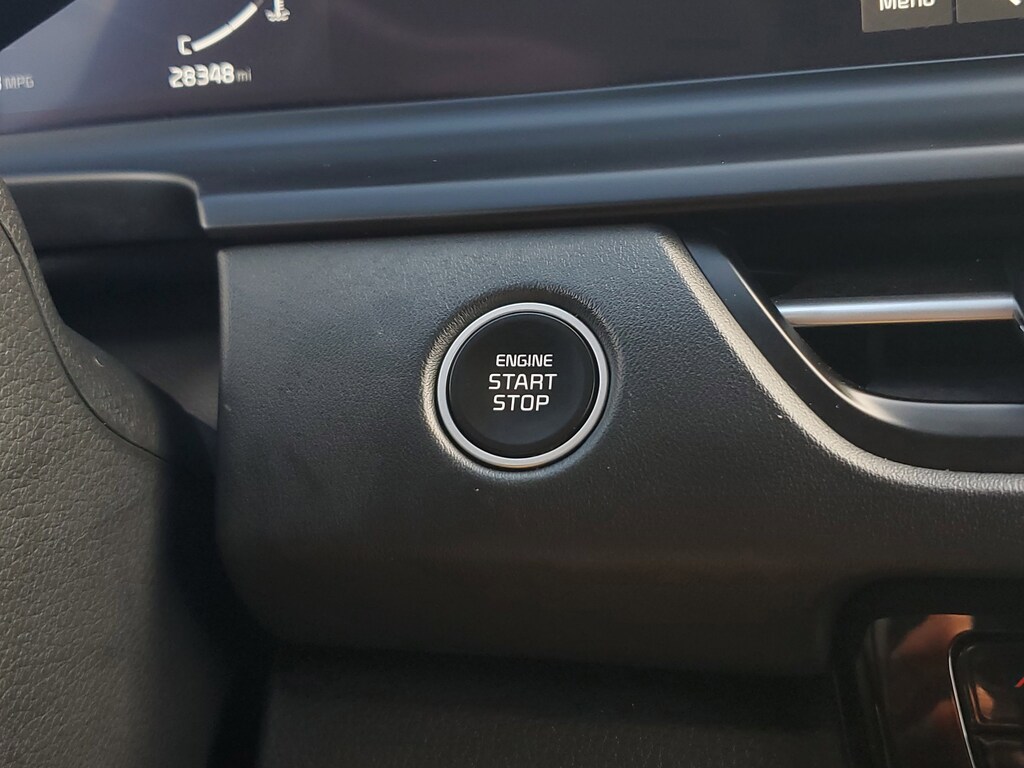 Menu
C
MPG
28348 mi
ENGINE
START
STOP